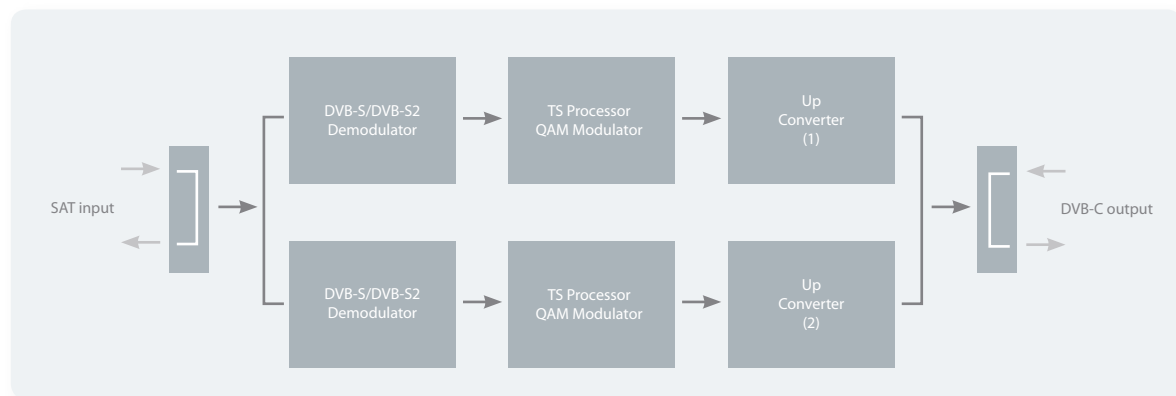 SAT input
DVB-S/DVB-S2
Demodulator
TS Processor
QAM Modulator
Up
Converter
(1)
DVB-S/DVB-S2
Demodulator
TS Processor
QAM Modulator
Up
Converter
(2)
DVB-C output